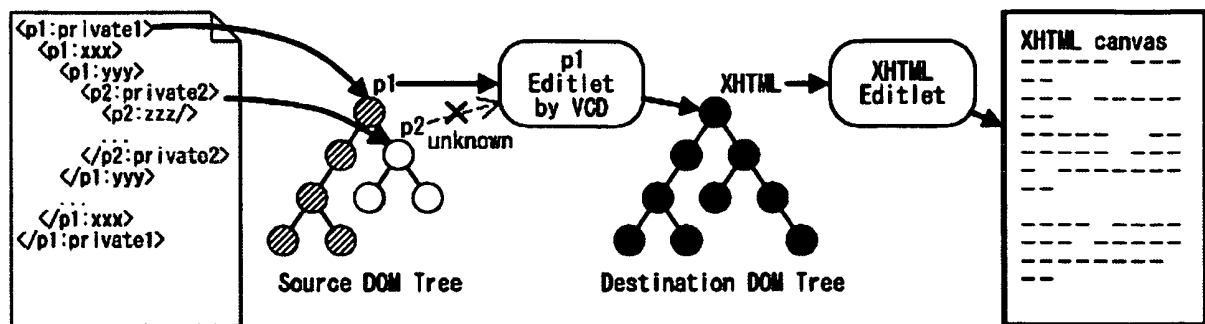 <p1:private1>
<p1:xxx>
<p1:yyy>
<p2:private2>
<p2:zzz/>
...
</p2:private2>
</p1:yyy>
...
</p1:xxx>
</p1:private1>
p1
p2
unknown
Source DOM Tree
p1
Editlet
by VCD
XHTML
Destination DOM Tree
XHTML
Editlet
XHTML canvas